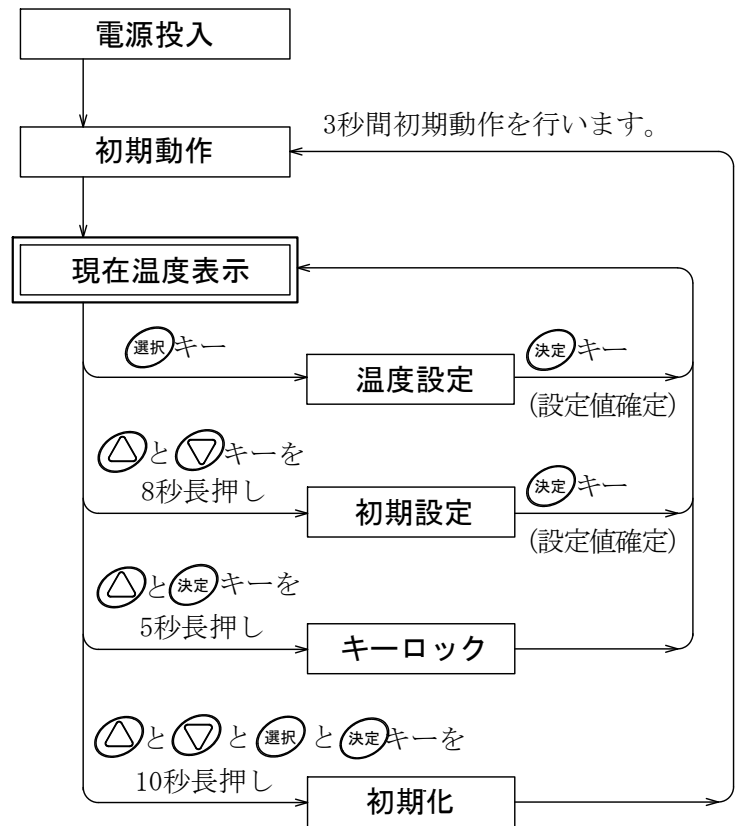 電源投入
3秒間初期動作を行います。
初期動作
現在温度表示
選択キー
決定キー
温度設定
(設定値確定)
△と▽キーを
8秒長押し
決定キー
初期設定
(設定値確定)
△と決定キーを
5秒長押し
キーロック
△と▽と選択と決定キーを
10秒長押し
初期化